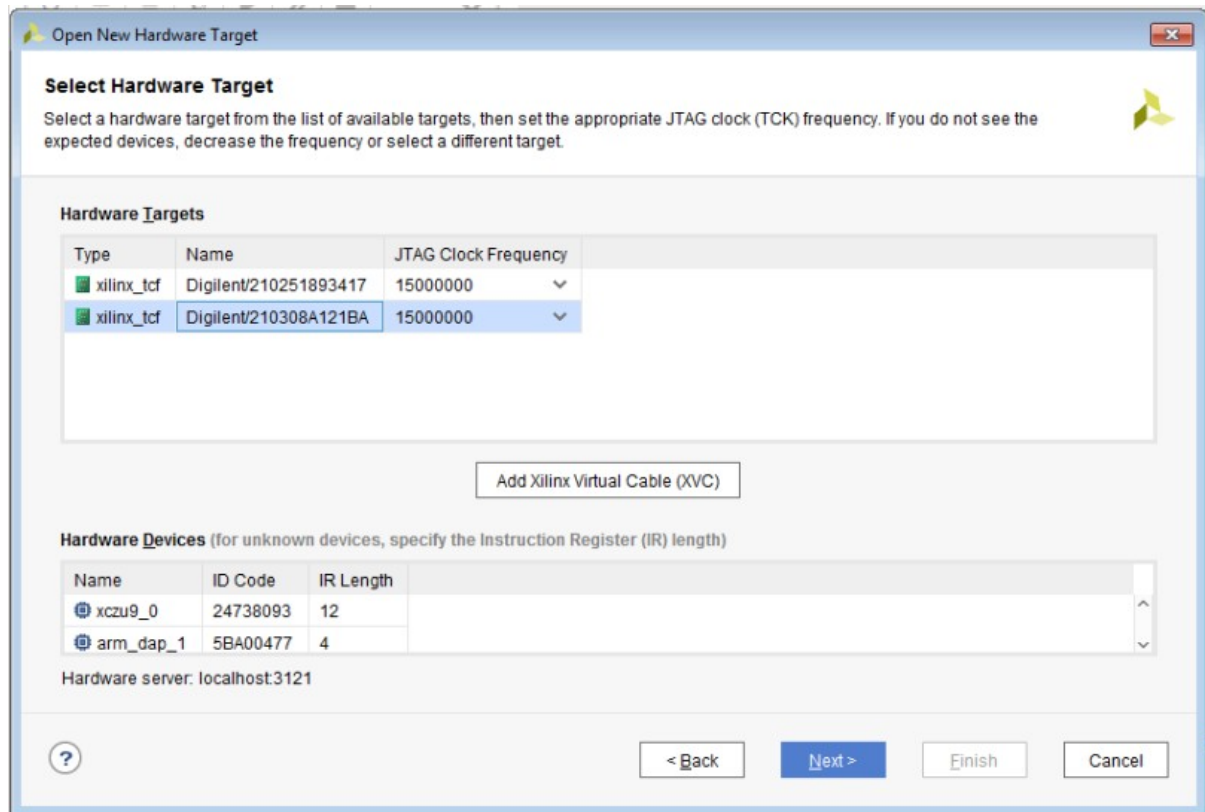 Open New Hardware Target
Select Hardware Target
Select a hardware target from the list of available targets, then set the appropriate JTAG clock (TCK) frequency. If you do not see the
expected devices, decrease the frequency or select a different target.
Hardware Targets
Type Name JTAG Clock Frequency
xilinx_tcf Digilent/210251893417 15000000
xilinx_tcf Digilent/210308A121BA 15000000
Add Xilinx Virtual Cable (XVC)
Hardware Devices (for unknown devices, specify the Instruction Register (IR) length)
Name ID Code IR Length
xczu9_0 24738093 12
arm_dap_1 5BA00477 4
Hardware server: localhost:3121
? < Back Next > Finish Cancel